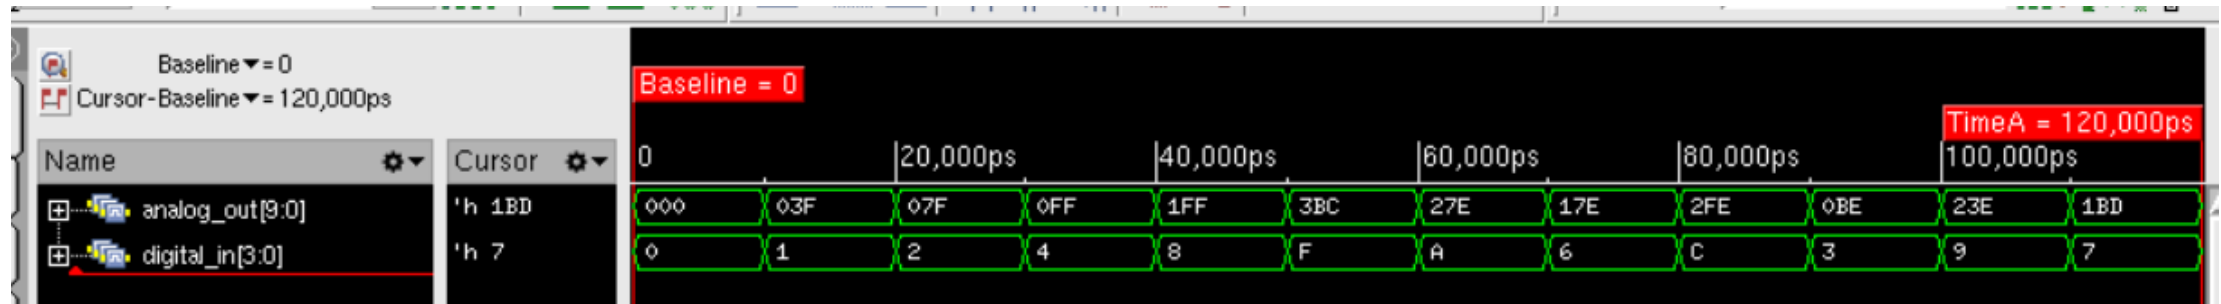 Baseline▼= 0
Cursor-Baseline▼= 120,000ps
Baseline = 0
TimeA = 120,000ps
Name Cursor 0 |20,000ps |40,000ps |60,000ps |80,000ps |100,000ps
analog_out[9:0] 'h 1BD 000 03F 07F 0FF 1FF 3BC 27E 17E 2FE 0BE 23E 1BD
digital_in[3:0] 'h 7 0 1 2 4 8 F A 6 C 3 9 7